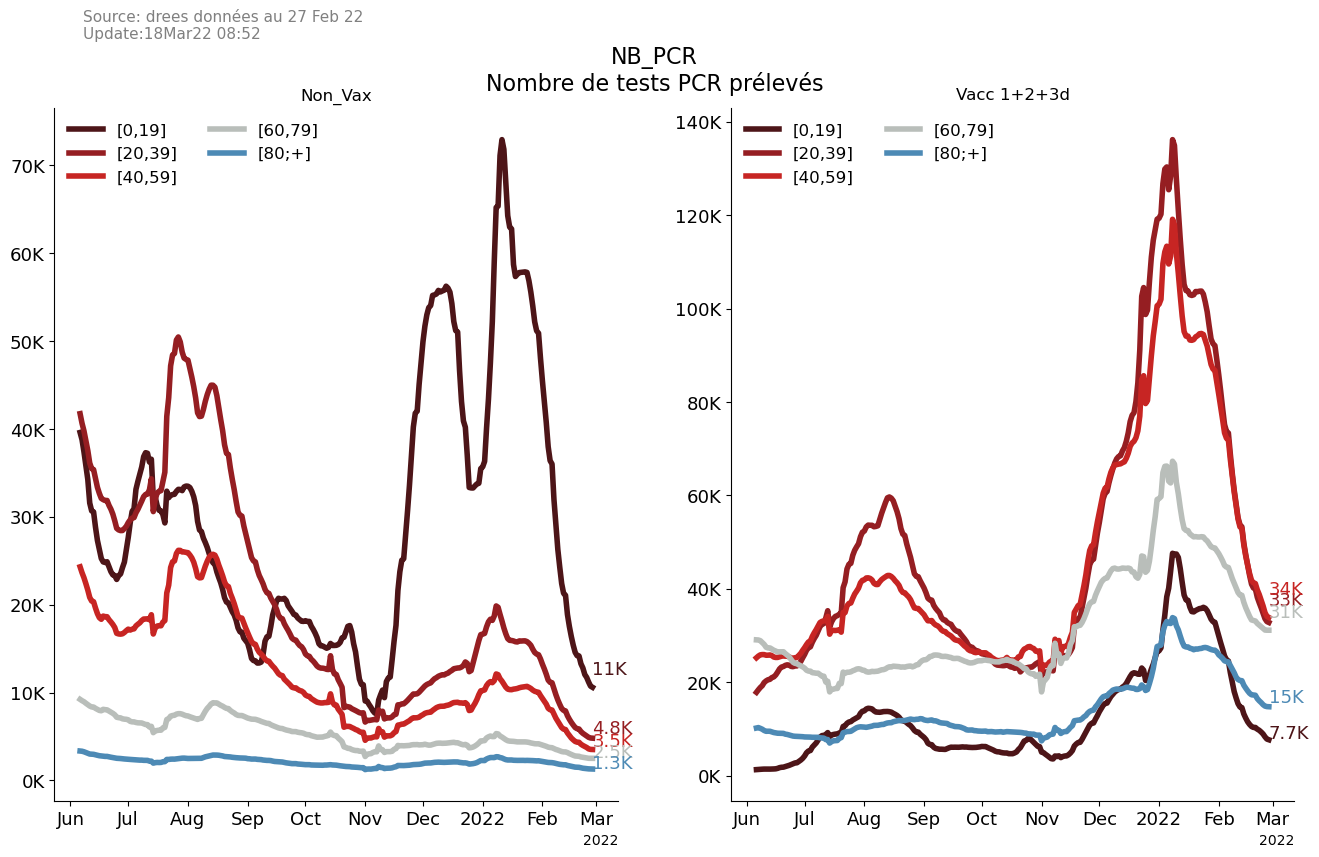 Source: drees données au 27 Feb 22
Update:18Mar22 08:52
NB_PCR
Nombre de tests PCR prélevés
Non_Vax
[0,19]
[20,39]
[40,59]
[60,79]
[80;+]
70K
60K
50K
40K
30K
20K
10K
0K
11K
4.8K
3.5K
2.5K
1.3K
Jun
Jul
Aug
Sep
Oct
Nov
Dec
2022
Feb
Mar
2022
Vacc 1+2+3d
[0,19]
[20,39]
[40,59]
[60,79]
[80;+]
140K
120K
100K
80K
60K
40K
20K
0K
34K
33K
31K
15K
7.7K
Jun
Jul
Aug
Sep
Oct
Nov
Dec
2022
Feb
Mar
2022